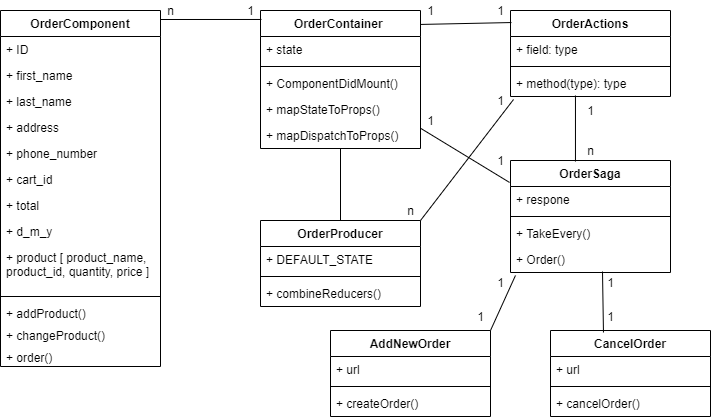 OrderComponent
+ ID
+ first_name
+ last_name
+ address
+ phone_number
+ cart_id
+ total
+ d_m_y
+ product [ product_name,
product_id, quantity, price ]
+ addProduct()
+ changeProduct()
+ order()
n
1
OrderContainer
+ state
+ ComponentDidMount()
+ mapStateToProps()
+ mapDispatchToProps()
1
1
OrderActions
+ field: type
+ method(type): type
1
n
1
1
1
n
OrderProducer
+ DEFAULT_STATE
+ combineReducers()
OrderSaga
+ respone
+ TakeEvery()
+ Order()
1
1
1
1
AddNewOrder
+ url
+ createOrder()
CancelOrder
+ url
+ cancelOrder()